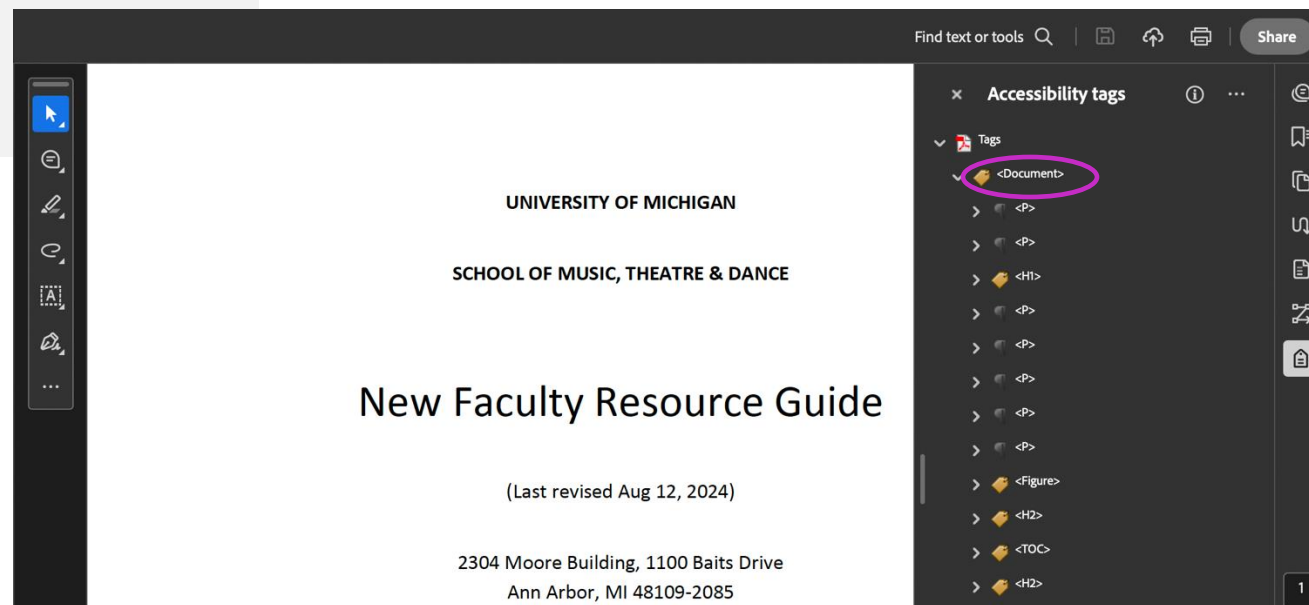 Find text or tools
Share
Accessibility tags
Tags
<Document>
<P>
<P>
<H1>
<P>
<P>
<P>
<P>
<P>
<Figure>
<H2>
<TOC>
<H2>
1
UNIVERSITY OF MICHIGAN
SCHOOL OF MUSIC, THEATRE & DANCE
New Faculty Resource Guide
(Last revised Aug 12, 2024)
2304 Moore Building, 1100 Baits Drive
Ann Arbor, MI 48109-2085